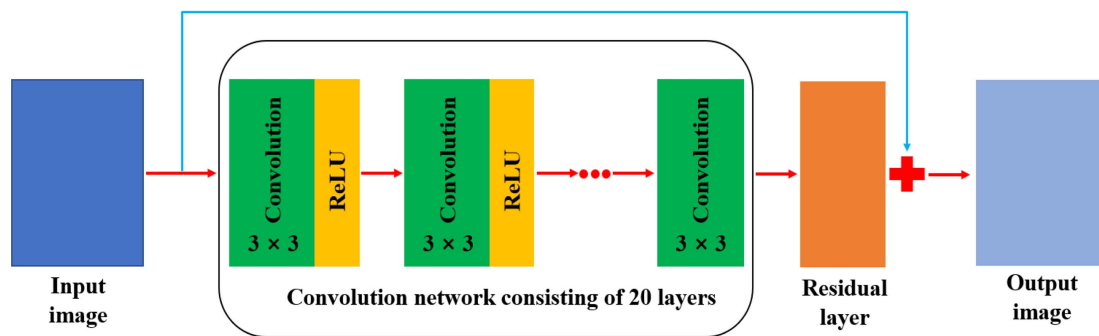 Input
image
Convolution
3 × 3
ReLU
Convolution
3 × 3
ReLU
Convolution
3 × 3
Convolution network consisting of 20 layers
Residual
layer
Output
image